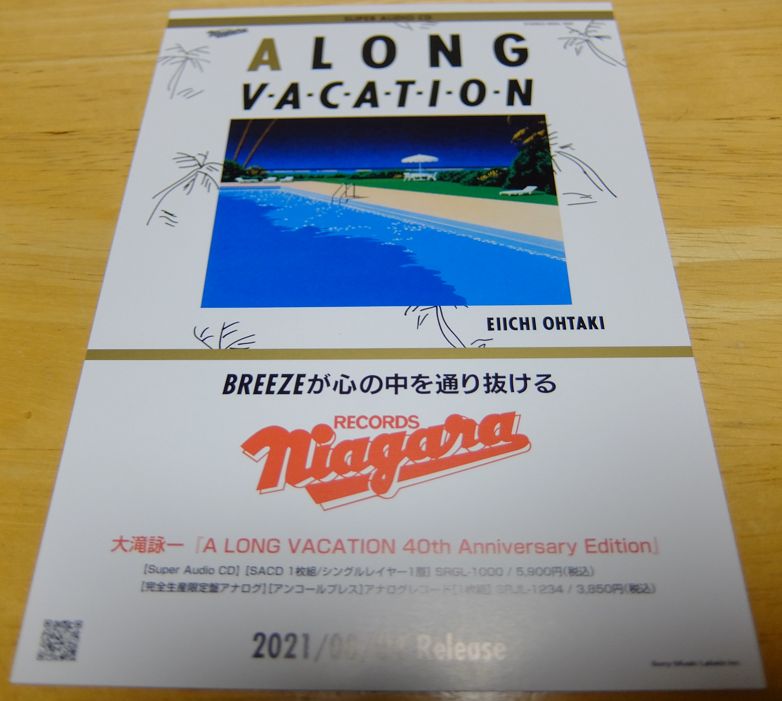 SUPER AUDIO CD
Niagara
A LONG
V·A·C·A·T·I·O·N
EIICHI OHTAKI
BREEZEが心の中を通り抜ける
RECORDS
Niagara
大滝詠一『A LONG VACATION 40th Anniversary Edition』
[Super Audio CD] [SACD 1枚組/シングルレイヤー1層] SRGL-1000 / 5,900円(税込)
[完全生産限定盤アナログ][アンコールプレス]アナログレコード[1枚組] SRJL-1234 / 3,850円(税込)
2021/ Release
Sony Music Labels Inc.